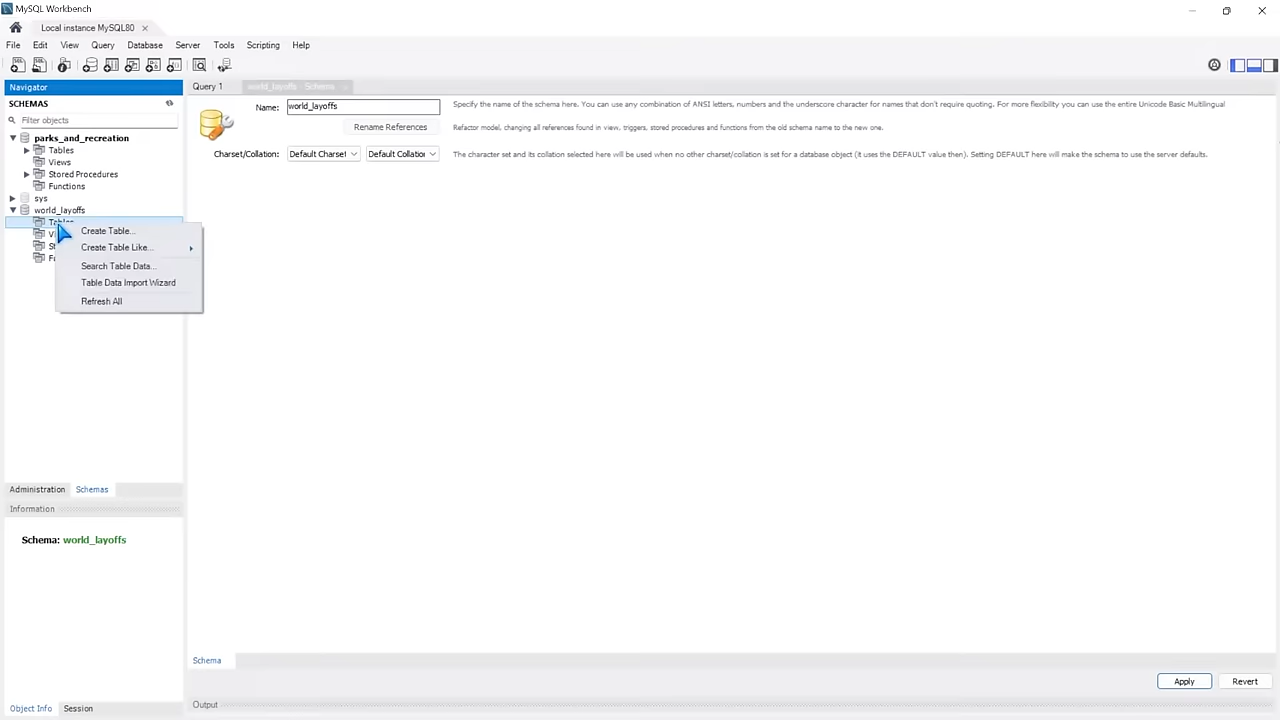 MySQL Workbench
Local instance MySQL80
File Edit View Query Database Server Tools Scripting Help
Navigator
SCHEMAS
Filter objects
parks_and_recreation
Tables
Views
Stored Procedures
Functions
sys
world_layoffs
Tables
Create Table...
Create Table Like...
Search Table Data...
Table Data Import Wizard
Refresh All
Administration Schemas
Information
Schema: world_layoffs
Object Info Session
Query 1 world_layoffs - Schema
Name: world_layoffs Specify the name of the schema here. You can use any combination of ANSI letters, numbers and the underscore character for names that don't require quoting. For more flexibility you can use the entire Unicode Basic Multilingual
Rename References Refactor model, changing all references found in view, triggers, stored procedures and functions from the old schema name to the new one.
Charset/Collation: Default Charset Default Collation The character set and its collation selected here will be used when no other charset/collation is set for a database object (it uses the DEFAULT value then). Setting DEFAULT here will make the schema to use the server defaults.
Schema
Apply Revert
Output